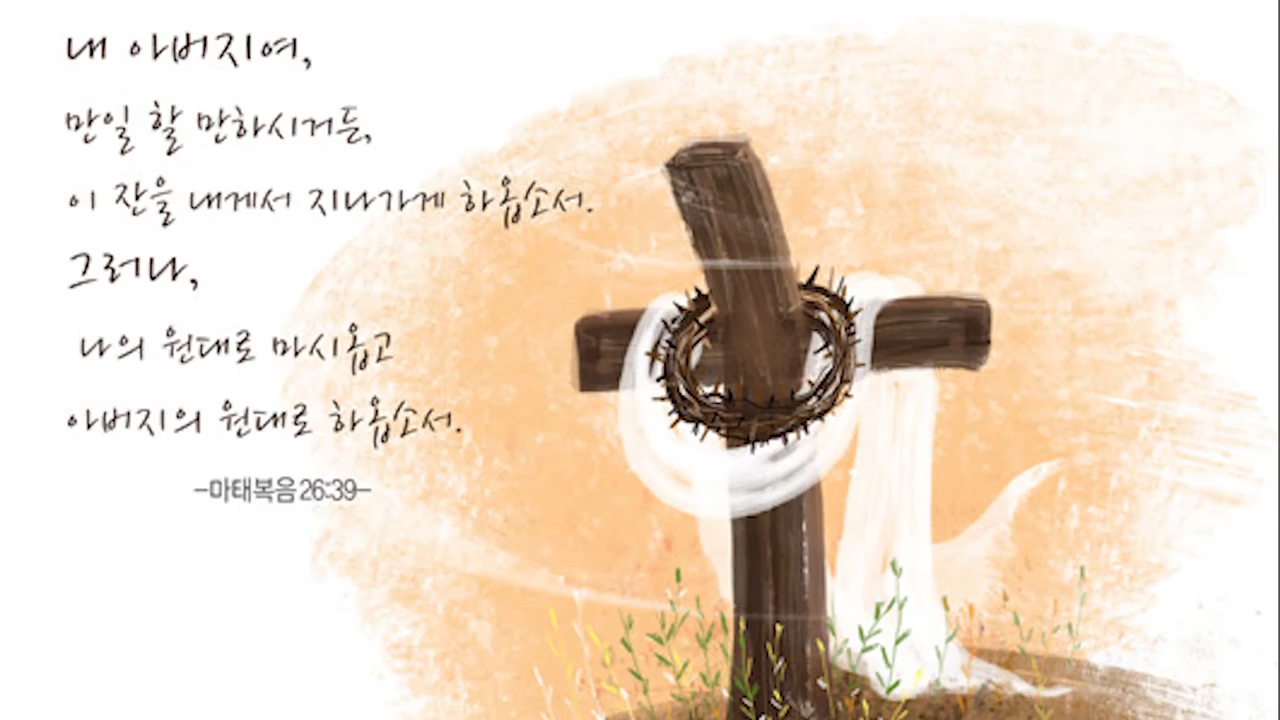 내 아버지여,
만일 할 만하시거든,
이 잔을 내게서 지나가게 하옵소서.
그러나,
나의 원대로 마시옵고
아버지의 원대로 하옵소서.
-마태복음 26:39-